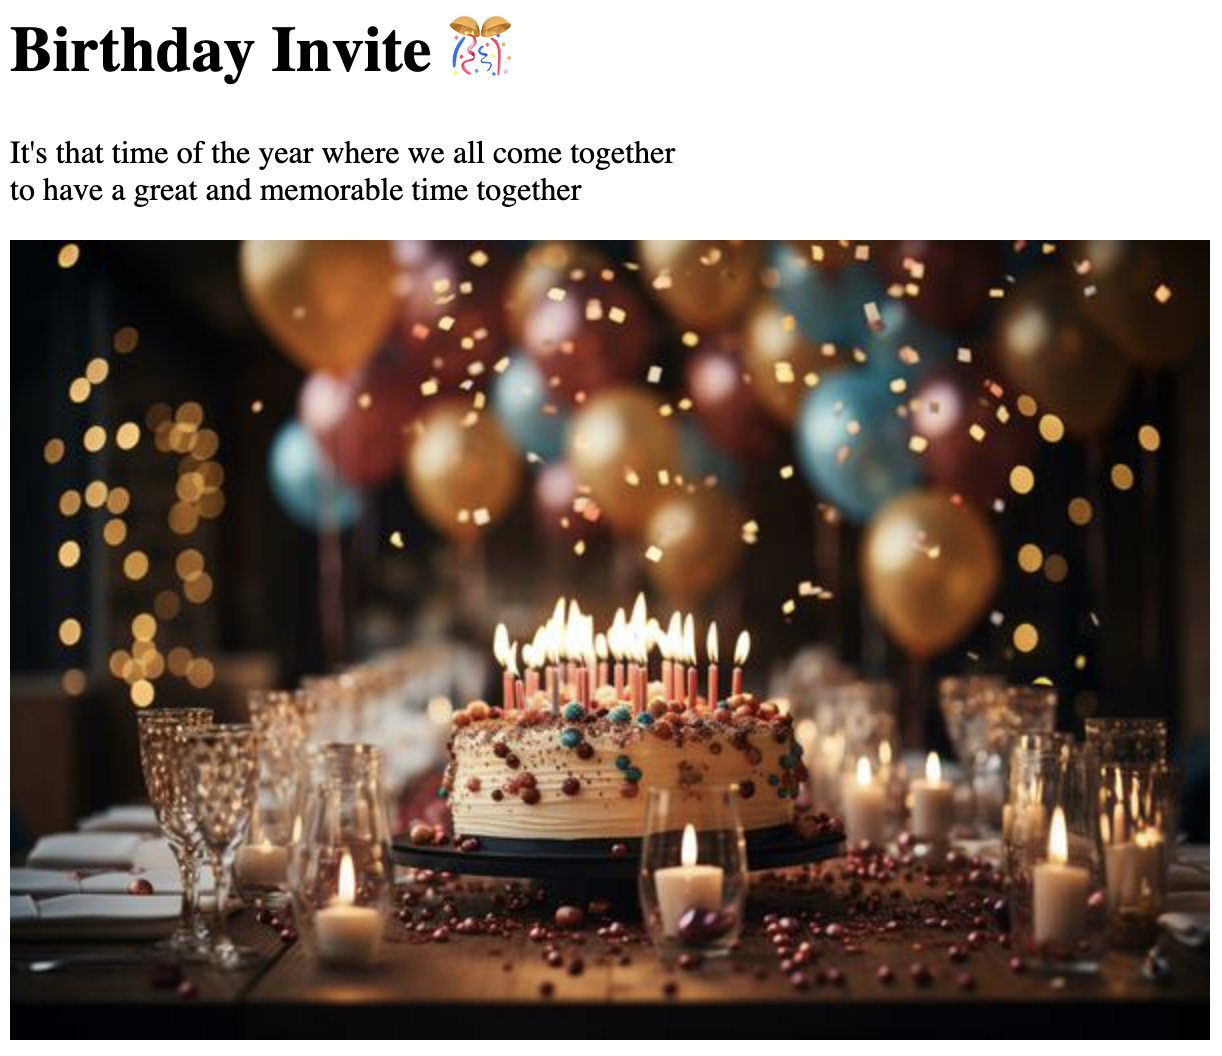 Birthday Invite 🎊
It's that time of the year where we all come together
to have a great and memorable time together